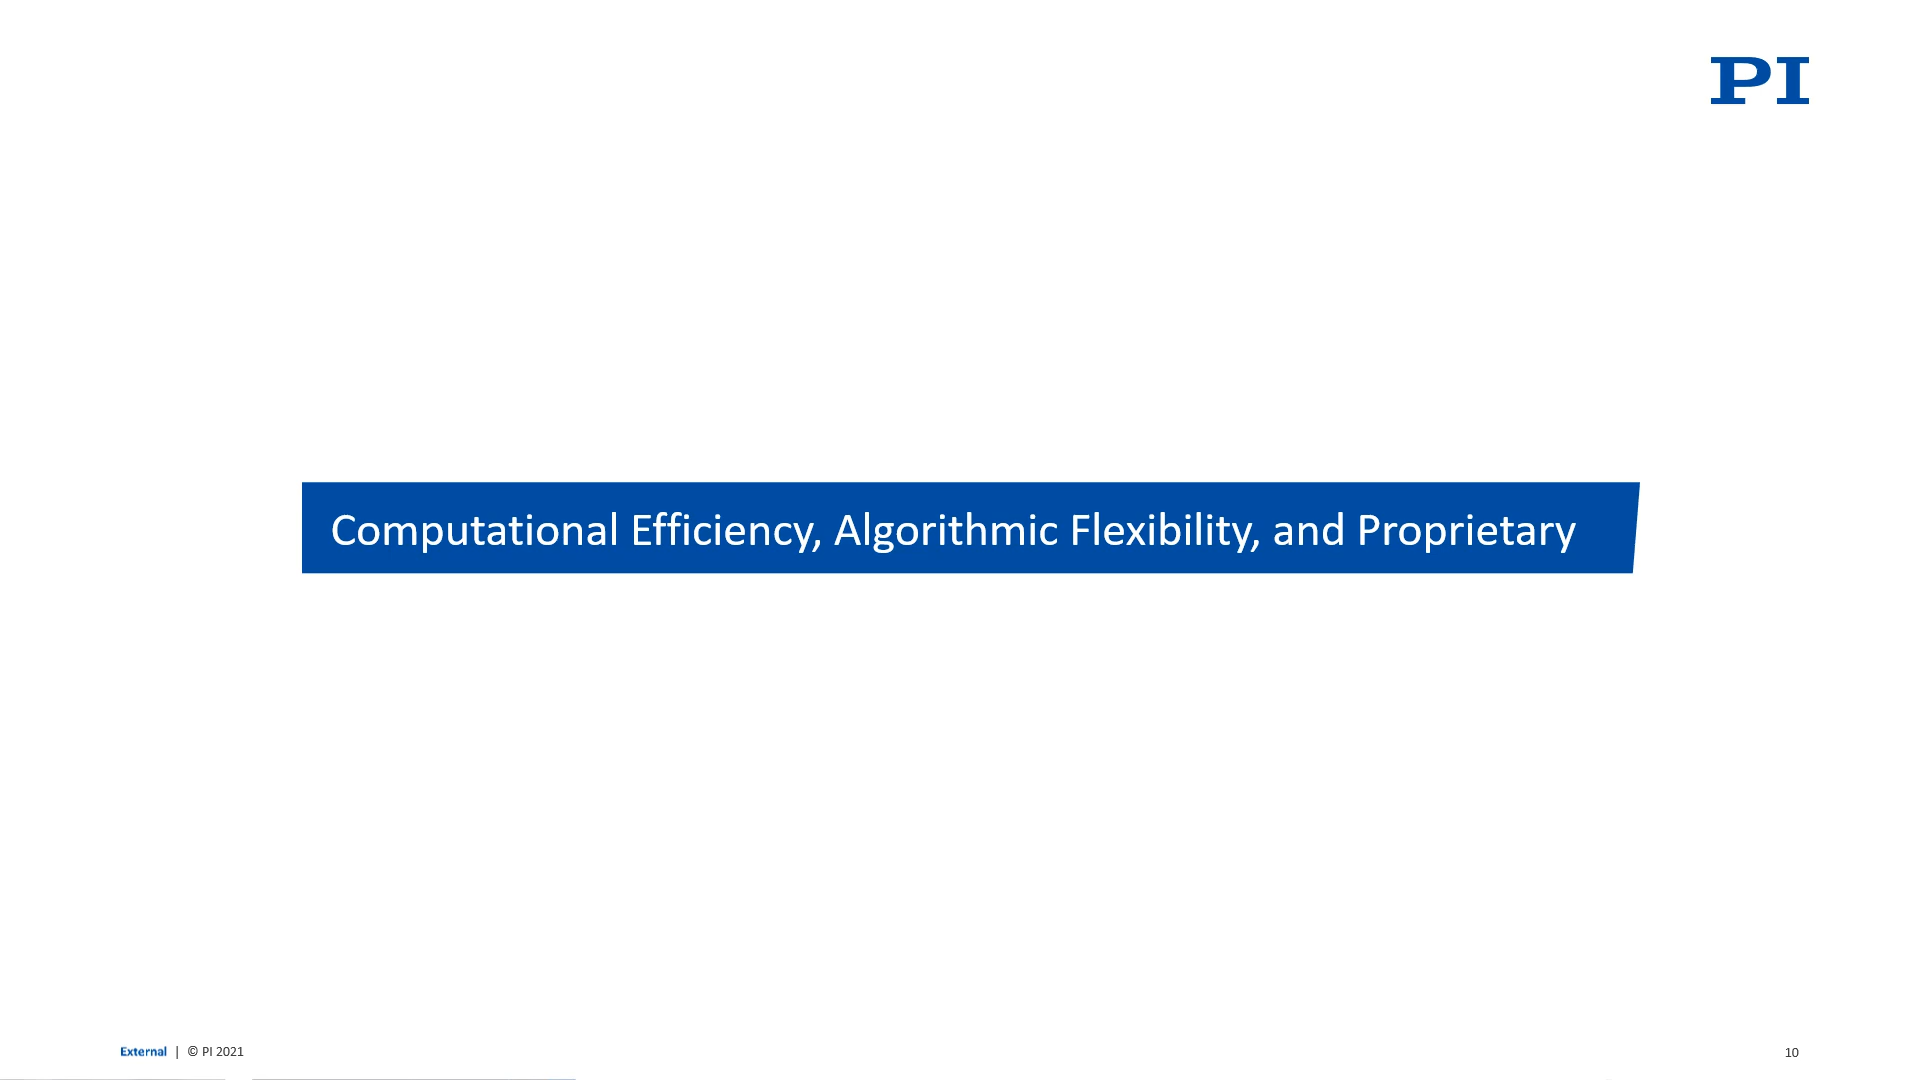 PI
Computational Efficiency, Algorithmic Flexibility, and Proprietary
External | © PI 2021
10